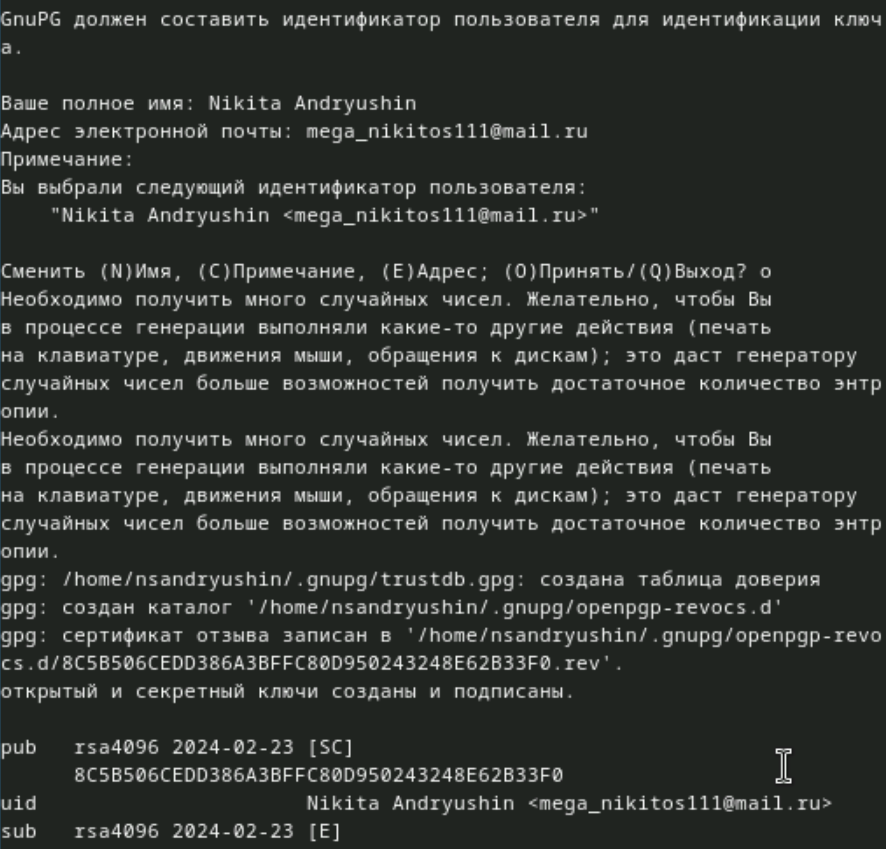 GnuPG должен составить идентификатор пользователя для идентификации ключ
а.
Ваше полное имя: Nikita Andryushin
Адрес электронной почты: mega_nikitos111@mail.ru
Примечание:
Вы выбрали следующий идентификатор пользователя:
"Nikita Andryushin <mega_nikitos111@mail.ru>"
Сменить (N)Имя, (C)Примечание, (E)Адрес; (O)Принять/(Q)Выход? o
Необходимо получить много случайных чисел. Желательно, чтобы Вы
в процессе генерации выполняли какие-то другие действия (печать
на клавиатуре, движения мыши, обращения к дискам); это даст генератору
случайных чисел больше возможностей получить достаточное количество энтр
опии.
Необходимо получить много случайных чисел. Желательно, чтобы Вы
в процессе генерации выполняли какие-то другие действия (печать
на клавиатуре, движения мыши, обращения к дискам); это даст генератору
случайных чисел больше возможностей получить достаточное количество энтр
опии.
gpg: /home/nsandryushin/.gnupg/trustdb.gpg: создана таблица доверия
gpg: создан каталог '/home/nsandryushin/.gnupg/openpgp-revocs.d'
gpg: сертификат отзыва записан в '/home/nsandryushin/.gnupg/openpgp-revo
cs.d/8C5B506CEDD386A3BFFC80D950243248E62B33F0.rev'.
открытый и секретный ключи созданы и подписаны.
pub   rsa4096 2024-02-23 [SC]
8C5B506CEDD386A3BFFC80D950243248E62B33F0
uid                      Nikita Andryushin <mega_nikitos111@mail.ru>
sub   rsa4096 2024-02-23 [E]